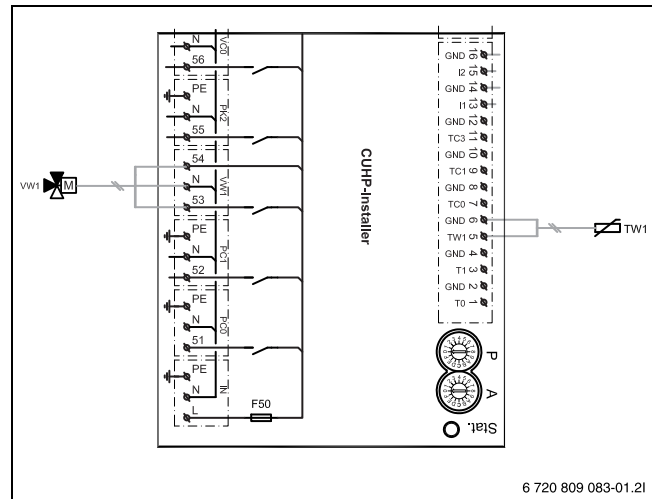 N
VC0
56
PE
PK2
N
55
54
VW1
N
53
PE
PC1
N
52
PE
PC0
N
51
PE
IN
N
L
F50
VW1
M
CUHP-Installer
GND 16
I2 15
GND 14
I1 13
GND 12
TC3 11
GND 10
TC1 9
GND 8
TC0 7
GND 6
TW1 5
GND 4
T1 3
GND 2
T0 1
TW1
P
A
Stat.
6 720 809 083-01.2I